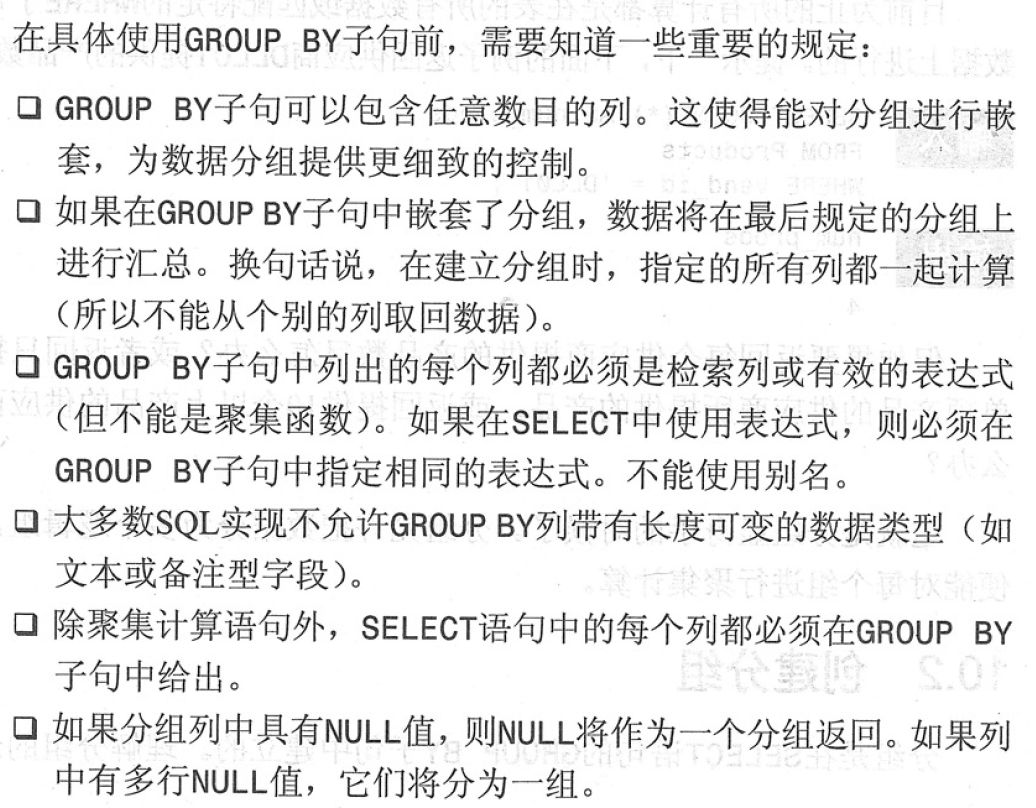 在具体使用GROUP BY子句前，需要知道一些重要的规定：
❑ GROUP BY子句可以包含任意数目的列。这使得能对分组进行嵌
套，为数据分组提供更细致的控制。
❑ 如果在GROUP BY子句中嵌套了分组，数据将在最后规定的分组上
进行汇总。换句话说，在建立分组时，指定的所有列都一起计算
（所以不能从个别的列取回数据）。
❑ GROUP BY子句中列出的每个列都必须是检索列或有效的表达式
（但不能是聚集函数）。如果在SELECT中使用表达式，则必须在
GROUP BY子句中指定相同的表达式。不能使用别名。
❑ 大多数SQL实现不允许GROUP BY列带有长度可变的数据类型（如
文本或备注型字段）。
❑ 除聚集计算语句外，SELECT语句中的每个列都必须在GROUP BY
子句中给出。
❑ 如果分组列中具有NULL值，则NULL将作为一个分组返回。如果列
中有多行NULL值，它们将分为一组。